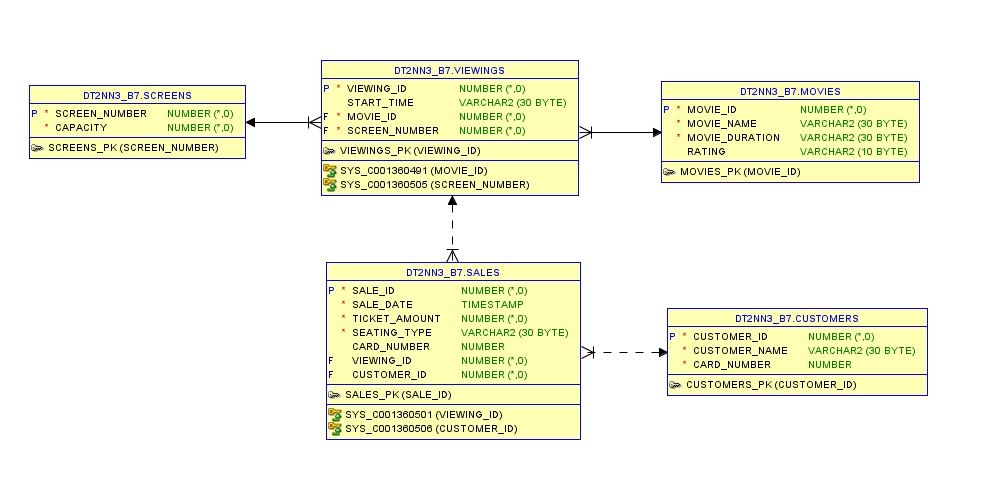 DT2NN3_B7.SCREENS
P * SCREEN_NUMBER NUMBER (*,0)
* CAPACITY NUMBER (*,0)
SCREENS_PK (SCREEN_NUMBER)
DT2NN3_B7.VIEWINGS
P * VIEWING_ID NUMBER (*,0)
START_TIME VARCHAR2 (30 BYTE)
F * MOVIE_ID NUMBER (*,0)
F * SCREEN_NUMBER NUMBER (*,0)
VIEWINGS_PK (VIEWING_ID)
SYS_C001360491 (MOVIE_ID)
SYS_C001360505 (SCREEN_NUMBER)
DT2NN3_B7.MOVIES
P * MOVIE_ID NUMBER (*,0)
* MOVIE_NAME VARCHAR2 (30 BYTE)
* MOVIE_DURATION VARCHAR2 (30 BYTE)
RATING VARCHAR2 (10 BYTE)
MOVIES_PK (MOVIE_ID)
DT2NN3_B7.SALES
P * SALE_ID NUMBER (*,0)
* SALE_DATE TIMESTAMP
* TICKET_AMOUNT NUMBER (*,0)
* SEATING_TYPE VARCHAR2 (30 BYTE)
CARD_NUMBER NUMBER
F VIEWING_ID NUMBER (*,0)
F CUSTOMER_ID NUMBER (*,0)
SALES_PK (SALE_ID)
SYS_C001360501 (VIEWING_ID)
SYS_C001360506 (CUSTOMER_ID)
DT2NN3_B7.CUSTOMERS
P * CUSTOMER_ID NUMBER (*,0)
* CUSTOMER_NAME VARCHAR2 (30 BYTE)
* CARD_NUMBER NUMBER
CUSTOMERS_PK (CUSTOMER_ID)